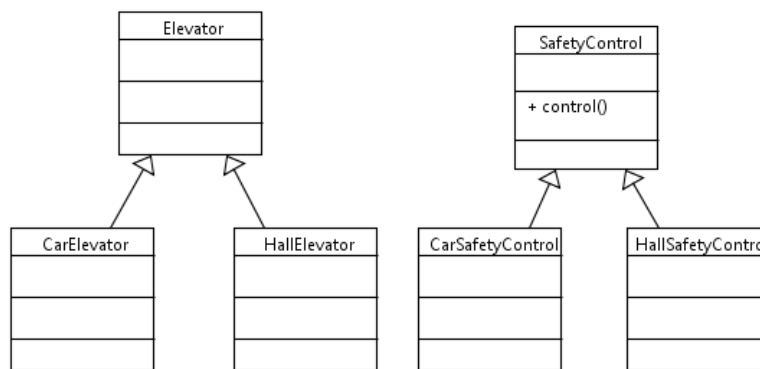 Elevator
SafetyControl
+ control()
CarElevator
HallElevator
CarSafetyControl
HallSafetyContro